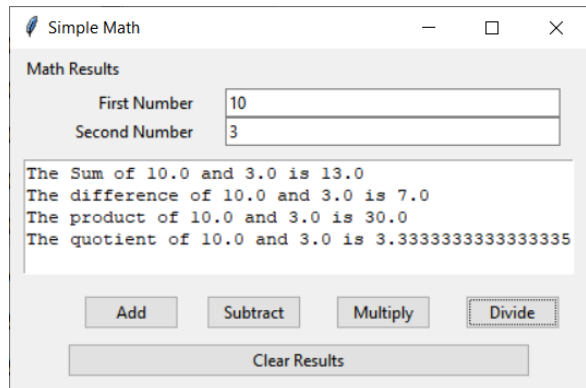 Simple Math
Math Results
First Number 10
Second Number 3
The Sum of 10.0 and 3.0 is 13.0
The difference of 10.0 and 3.0 is 7.0
The product of 10.0 and 3.0 is 30.0
The quotient of 10.0 and 3.0 is 3.3333333333333335
Add Subtract Multiply Divide
Clear Results